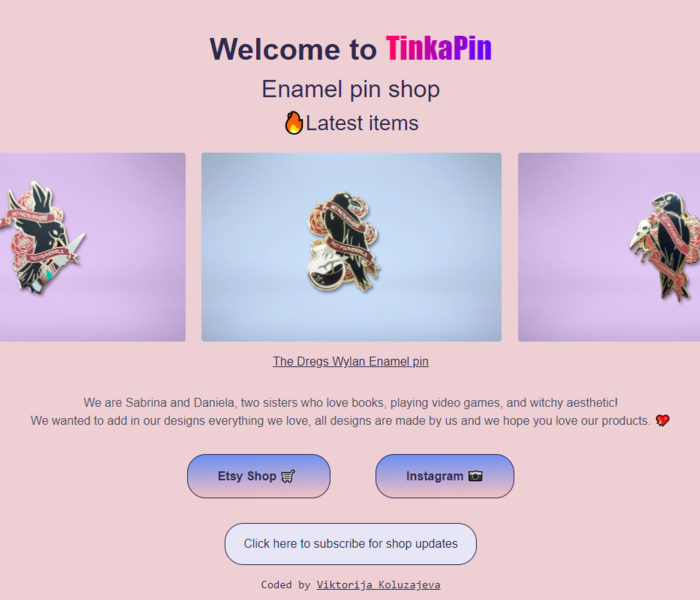 Welcome to TinkaPin
Enamel pin shop
🔥Latest items
The Dregs Wylan Enamel pin
We are Sabrina and Daniela, two sisters who love books, playing video games, and witchy aesthetic!
We wanted to add in our designs everything we love, all designs are made by us and we hope you love our products. 💖
Etsy Shop 🛒
Instagram 📷
Click here to subscribe for shop updates
Coded by Viktorija Koluzajeva